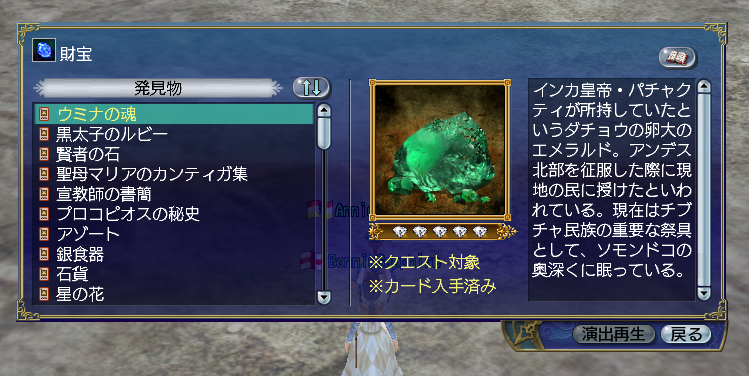 財宝
発見物
ウミナの魂
黒太子のルビー
賢者の石
聖母マリアのカンティガ集
宣教師の書簡
プロコピオスの秘史
アゾート
銀食器
石貨
星の花
※クエスト対象
※カード入手済み
インカ皇帝・パチャク
ティが所持していたと
いうダチョウの卵大の
エメラルド。アンデス
北部を征服した際に現
地の民に授けたといわ
れている。現在はチブ
チャ民族の重要な祭具
として、ソモンドコの
奥深くに眠っている。
演出再生
戻る